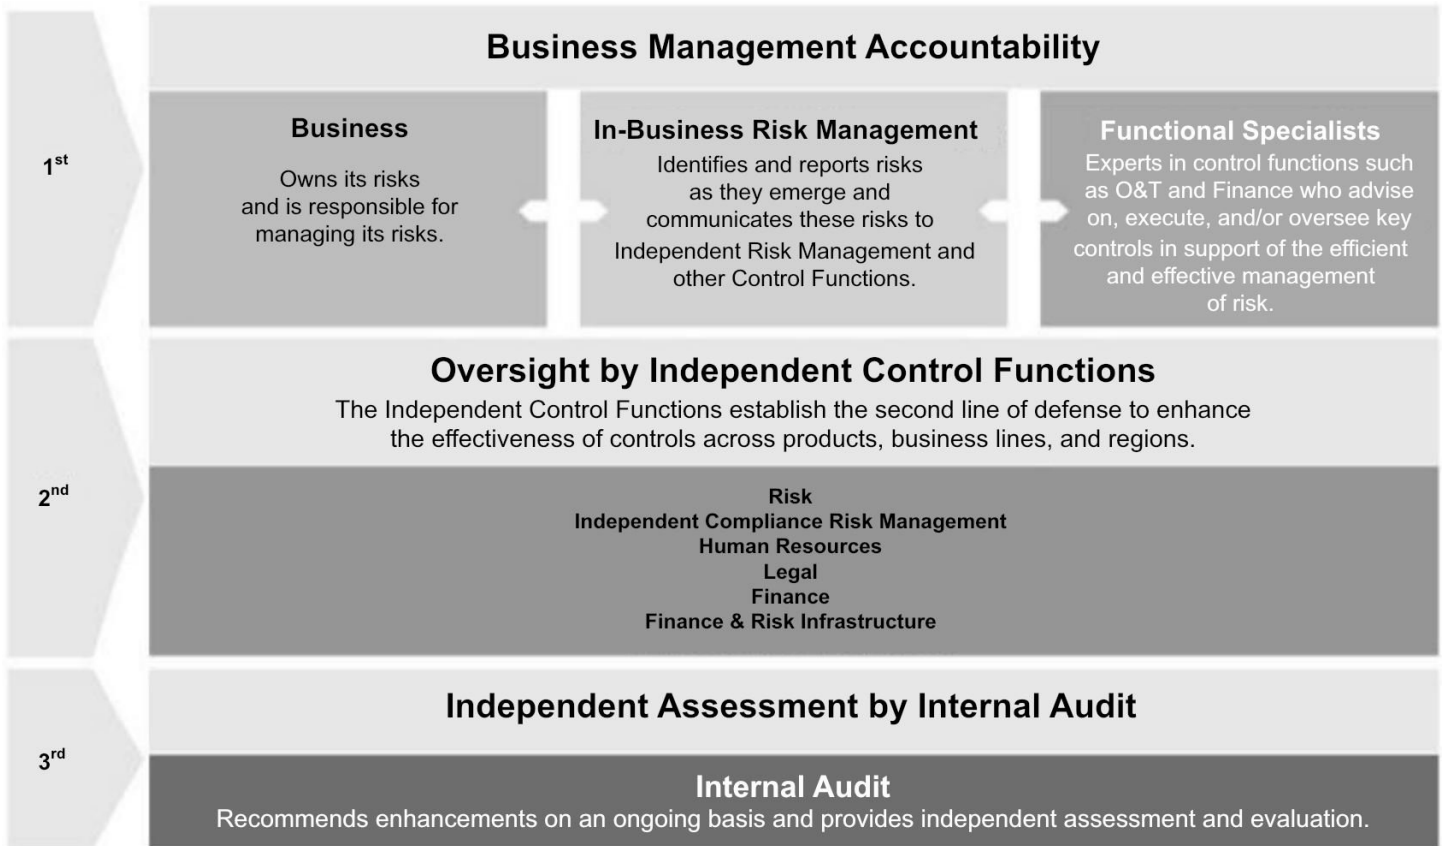 Business Management Accountability
1st
Business
Owns its risks
and is responsible for
managing its risks.
In-Business Risk Management
Identifies and reports risks
as they emerge and
communicates these risks to
Independent Risk Management and
other Control Functions.
Functional Specialists
Experts in control functions such
as O&T and Finance who advise
on, execute, and/or oversee key
controls in support of the efficient
and effective management
of risk.
2nd
Oversight by Independent Control Functions
The Independent Control Functions establish the second line of defense to enhance
the effectiveness of controls across products, business lines, and regions.
Risk
Independent Compliance Risk Management
Human Resources
Legal
Finance
Finance & Risk Infrastructure
3rd
Independent Assessment by Internal Audit
Internal Audit
Recommends enhancements on an ongoing basis and provides independent assessment and evaluation.